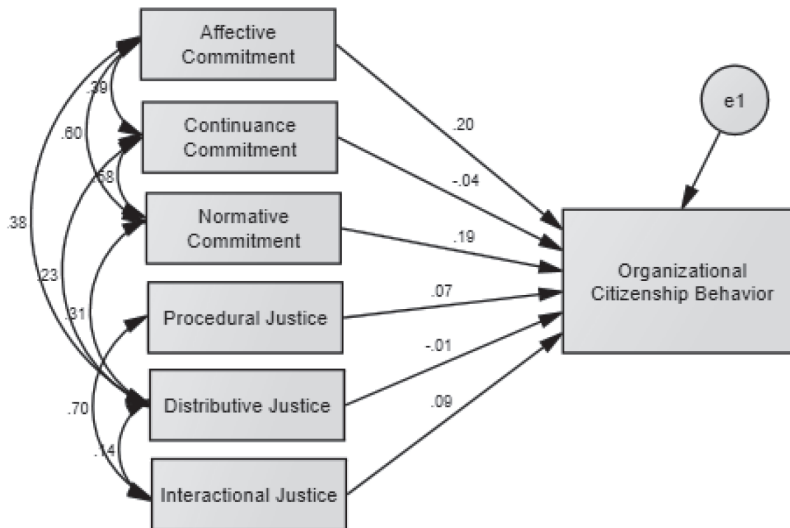 Affective
Commitment
.39
.20
e1
.60
Continuance
Commitment
.58
-.04
.38
Normative
Commitment
.19
Organizational
Citizenship Behavior
.23
.31
Procedural Justice
.07
-.01
.70
Distributive Justice
.09
.14
Interactional Justice